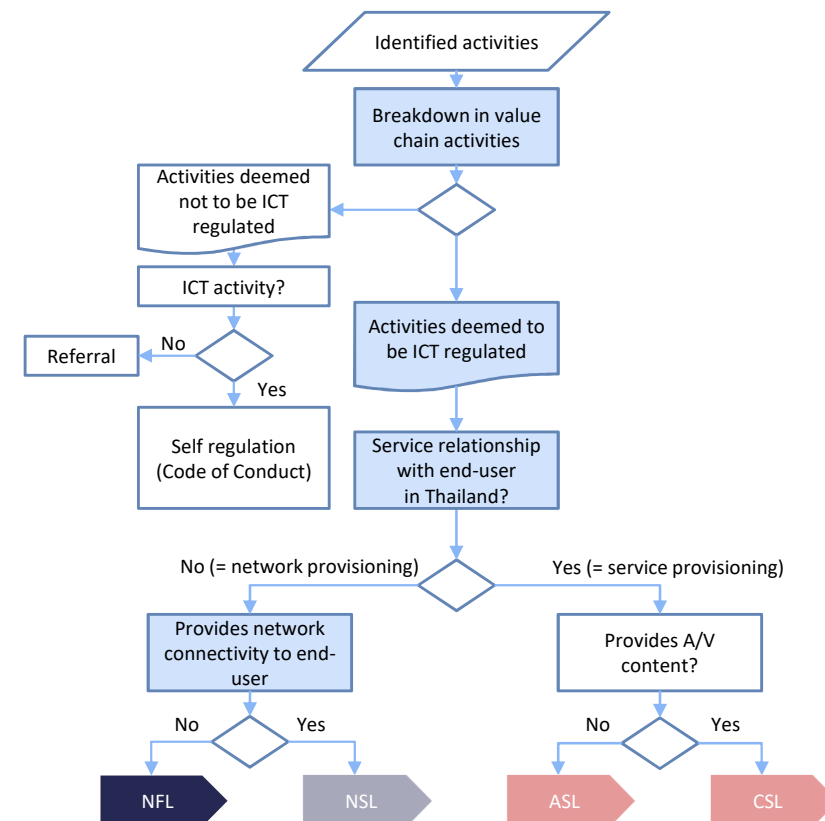 Identified activities
Breakdown in value
chain activities
Activities deemed
not to be ICT
regulated
ICT activity?
Activities deemed to
be ICT regulated
No
Referral
Yes
Self regulation
(Code of Conduct)
Service relationship
with end-user
in Thailand?
No (= network provisioning)
Yes (= service provisioning)
Provides network
connectivity to end-
user
Provides A/V
content?
No
Yes
No
Yes
NFL
NSL
ASL
CSL